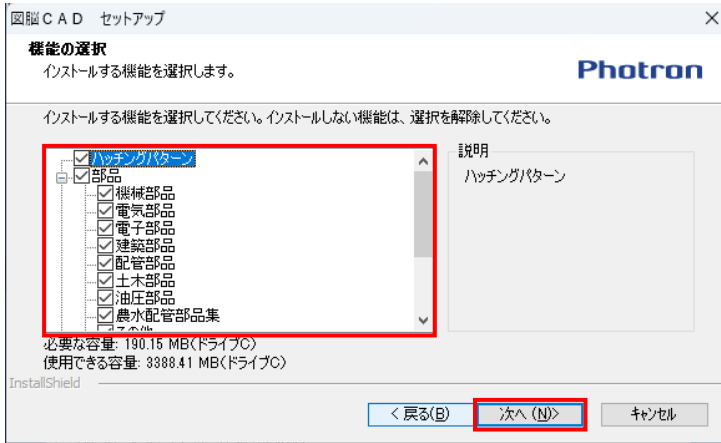 図脳CAD セットアップ
機能の選択
インストールする機能を選択します。
Photron
インストールする機能を選択してください。インストールしない機能は、選択を解除してください。
ハッチングパターン
部品
機械部品
電気部品
電子部品
建築部品
配管部品
土木部品
油圧部品
農水配管部品集
その他
説明
ハッチングパターン
必要な容量: 190.15 MB(ドライブC)
使用できる容量: 3388.41 MB(ドライブC)
InstallShield
< 戻る(B)
次へ (N)>
キャンセル